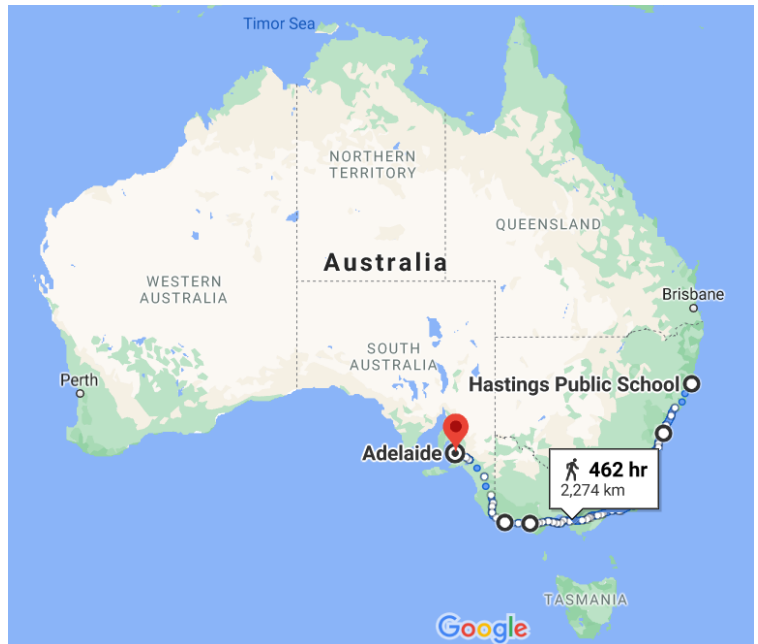 Timor Sea
NORTHERN
TERRITORY
QUEENSLAND
Australia
WESTERN
AUSTRALIA
Brisbane
SOUTH
AUSTRALIA
Perth
Hastings Public School
Adelaide
462 hr
2,274 km
TASMANIA
Google